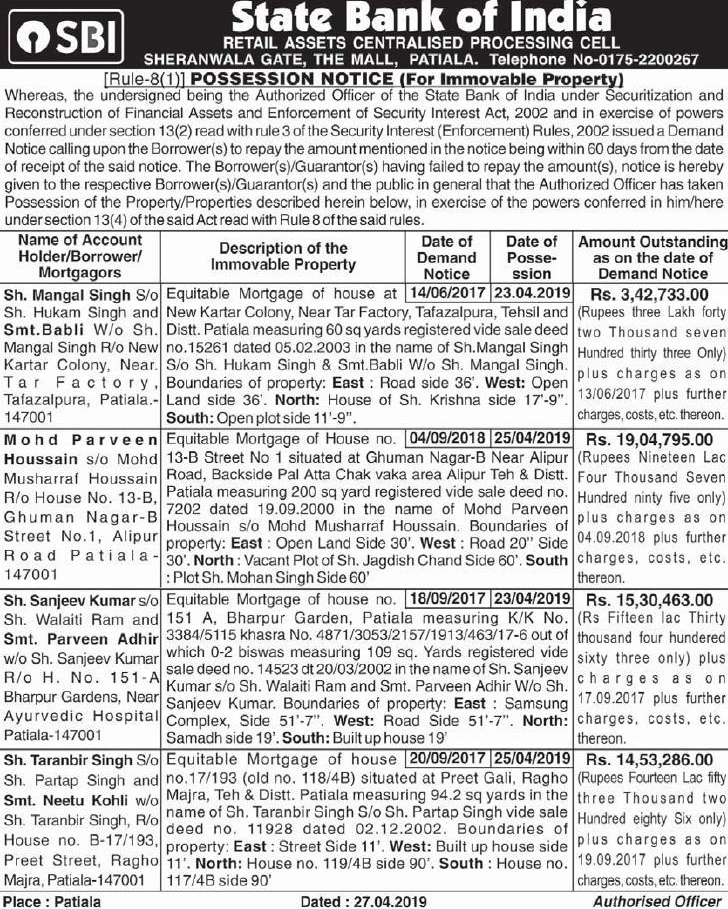 SBI
State Bank of India
RETAIL ASSETS CENTRALISED PROCESSING CELL
SHERANWALA GATE, THE MALL, PATIALA. Telephone No-0175-2200267
[Rule-8(1)] POSSESSION NOTICE (For Immovable Property)
Whereas, the undersigned being the Authorized Officer of the State Bank of India under Securitization and
Reconstruction of Financial Assets and Enforcement of Security Interest Act, 2002 and in exercise of powers
conferred under section 13(2) read with rule 3 of the Security Interest (Enforcement) Rules, 2002 issued a Demand
Notice calling upon the Borrower(s) to repay the amount mentioned in the notice being within 60 days from the date
of receipt of the said notice. The Borrower(s)/Guarantor(s) having failed to repay the amount(s), notice is hereby
given to the respective Borrower(s)/Guarantor(s) and the public in general that the Authorized Officer has taken
Possession of the Property/Properties described herein below, in exercise of the powers conferred in him/here
under section 13(4) of the said Act read with Rule 8 of the said rules.
Name of Account
Holder/Borrower/
Mortgagors
Description of the
Immovable Property
Date of
Demand
Notice
Date of
Posse-
ssion
Amount Outstanding
as on the date of
Demand Notice
Sh. Mangal Singh S/o
Sh. Hukam Singh and
Smt.Babli W/o Sh.
Mangal Singh R/o New
Kartar Colony, Near.
Tar Factory,
Tafazalpura, Patiala.-
147001
Equitable Mortgage of house at
New Kartar Colony, Near Tar Factory, Tafazalpura, Tehsil and
Distt. Patiala measuring 60 sq yards registered vide sale deed
no.15261 dated 05.02.2003 in the name of Sh.Mangal Singh
S/o Sh. Hukam Singh & Smt.Babli W/o Sh. Mangal Singh.
Boundaries of property: East : Road side 36'. West: Open
Land side 36'. North: House of Sh. Krishna side 17'-9".
South: Open plot side 11'-9".
14/06/2017
23.04.2019
Rs. 3,42,733.00
(Rupees three Lakh forty
two Thousand seven
Hundred thirty three Only)
plus charges as on
13/06/2017 plus further
charges, costs, etc. thereon.
Mohd Parveen
Houssain s/o Mohd
Musharraf Houssain
R/o House No. 13-B,
Ghuman Nagar-B
Street No.1, Alipur
Road Patiala-
147001
Equitable Mortgage of House no.
13-B Street No 1 situated at Ghuman Nagar-B Near Alipur
Road, Backside Pal Atta Chak vaka area Alipur Teh & Distt.
Patiala measuring 200 sq yard registered vide sale deed no.
7202 dated 19.09.2000 in the name of Mohd Parveen
Houssain s/o Mohd Musharraf Houssain. Boundaries of
property: East : Open Land Side 30'. West : Road 20" Side
30'. North : Vacant Plot of Sh. Jagdish Chand Side 60'. South
: Plot Sh. Mohan Singh Side 60'
04/09/2018
25/04/2019
Rs. 19,04,795.00
(Rupees Nineteen Lac
Four Thousand Seven
Hundred ninty five only)
plus charges as on
04.09.2018 plus further
charges, costs, etc.
thereon.
Sh. Sanjeev Kumar s/o
Sh. Walaiti Ram and
Smt. Parveen Adhir
w/o Sh. Sanjeev Kumar
R/o H. No. 151-A
Bharpur Gardens, Near
Ayurvedic Hospital
Patiala-147001
Equitable Mortgage of house no.
151 A, Bharpur Garden, Patiala measuring K/K No.
3384/5115 khasra No. 4871/3053/2157/1913/463/17-6 out of
which 0-2 biswas measuring 109 sq. Yards registered vide
sale deed no. 14523 dt 20/03/2002 in the name of Sh. Sanjeev
Kumar s/o Sh. Walaiti Ram and Smt. Parveen Adhir W/o Sh.
Sanjeev Kumar. Boundaries of property: East : Samsung
Complex, Side 51'-7". West: Road Side 51'-7". North:
Samadh side 19'. South: Built up house 19'
18/09/2017
23/04/2019
Rs. 15,30,463.00
(Rs Fifteen lac Thirty
thousand four hundered
sixty three only) plus
charges as on
17.09.2017 plus further
charges, costs, etc.
thereon.
Sh. Taranbir Singh S/o
Sh. Partap Singh and
Smt. Neetu Kohli w/o
Sh. Taranbir Singh, R/o
House no. B-17/193,
Preet Street, Ragho
Majra, Patiala-147001
Equitable Mortgage of house
no.17/193 (old no. 118/4B) situated at Preet Gali, Ragho
Majra, Teh & Distt. Patiala measuring 94.2 sq yards in the
name of Sh. Taranbir Singh S/o Sh. Partap Singh vide sale
deed no. 11928 dated 02.12.2002. Boundaries of
property: East : Street Side 11'. West: Built up house side
11'. North: House no. 119/4B side 90'. South : House no.
117/4B side 90'
20/09/2017
25/04/2019
Rs. 14,53,286.00
(Rupees Fourteen Lac fifty
three Thousand two
Hundred eighty Six only)
plus charges as on
19.09.2017 plus further
charges, costs, etc. thereon.
Place : Patiala
Dated : 27.04.2019
Authorised Officer